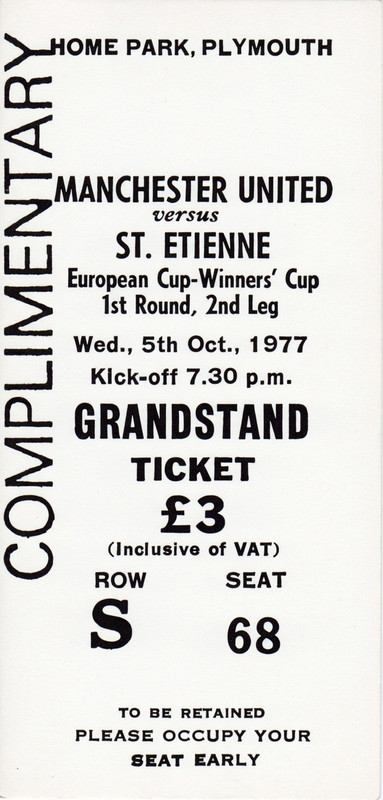 COMPLIMENTARY
HOME PARK, PLYMOUTH
MANCHESTER UNITED
versus
ST. ETIENNE
European Cup-Winners' Cup
1st Round, 2nd Leg
Wed., 5th Oct., 1977
Kick-off 7.30 p.m.
GRANDSTAND
TICKET
£3
(Inclusive of VAT)
ROW SEAT
S 68
TO BE RETAINED
PLEASE OCCUPY YOUR
SEAT EARLY